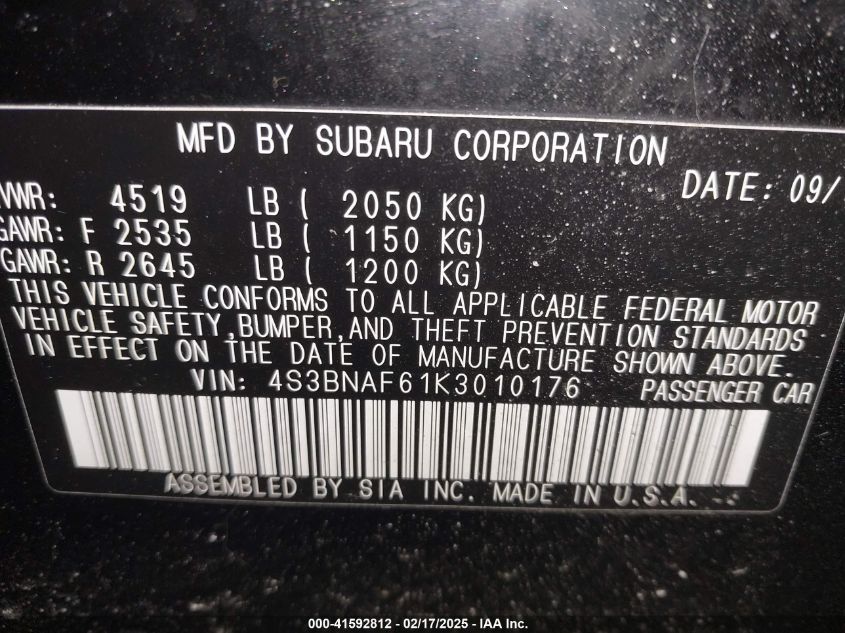 MFD BY SUBARU CORPORATION
DATE: 09/
VWR: 4519 LB ( 2050 KG)
GAWR: F 2535 LB ( 1150 KG)
GAWR: R 2645 LB ( 1200 KG)
THIS VEHICLE CONFORMS TO ALL APPLICABLE FEDERAL MOTOR
VEHICLE SAFETY,BUMPER,AND THEFT PREVENTION STANDARDS
IN EFFECT ON THE DATE OF MANUFACTURE SHOWN ABOVE.
VIN: 4S3BNAF61K3010176 PASSENGER CAR
ASSEMBLED BY SIA INC. MADE IN U.S.A.
000-41592812 - 02/17/2025 - IAA Inc.